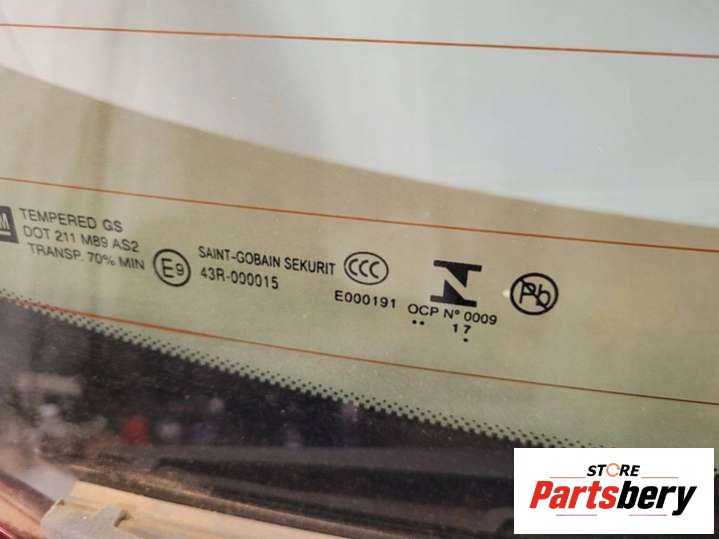 M
TEMPERED GS
DOT 211 M89 AS2
TRANSP. 70% MIN
E9
SAINT-GOBAIN SEKURIT
43R-000015
CCC
E000191
N
OCP Nº 0009
.. 17
.
Pb
STORE
Partsbery